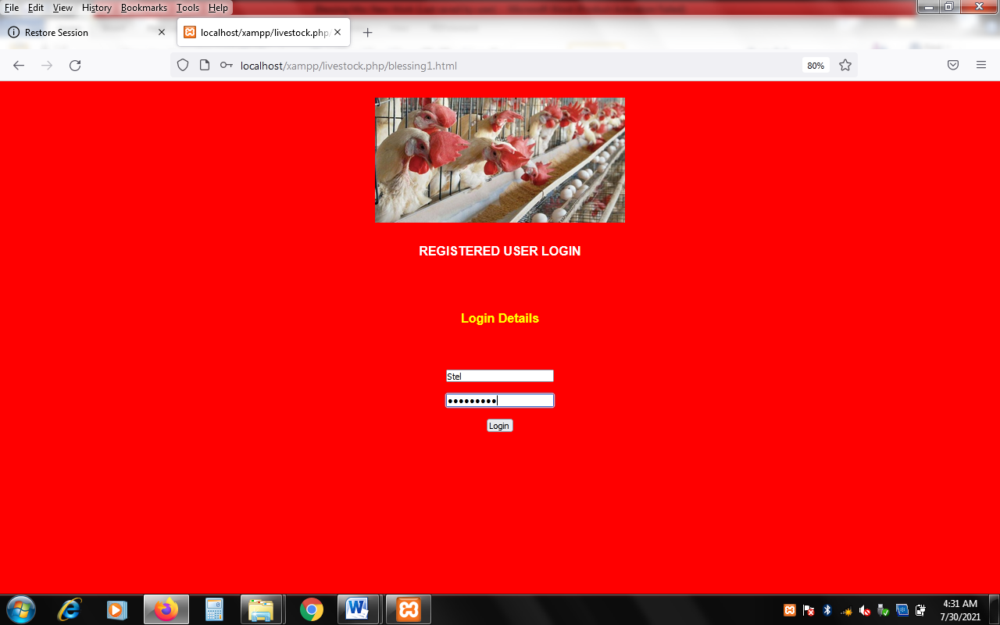 File Edit View History Bookmarks Tools Help
Restore Session
localhost/xampp/livestock.php/
localhost/xampp/livestock.php/blessing1.html
80%
REGISTERED USER LOGIN
Login Details
Stel
•••••••••
Login
4:31 AM
7/30/2021